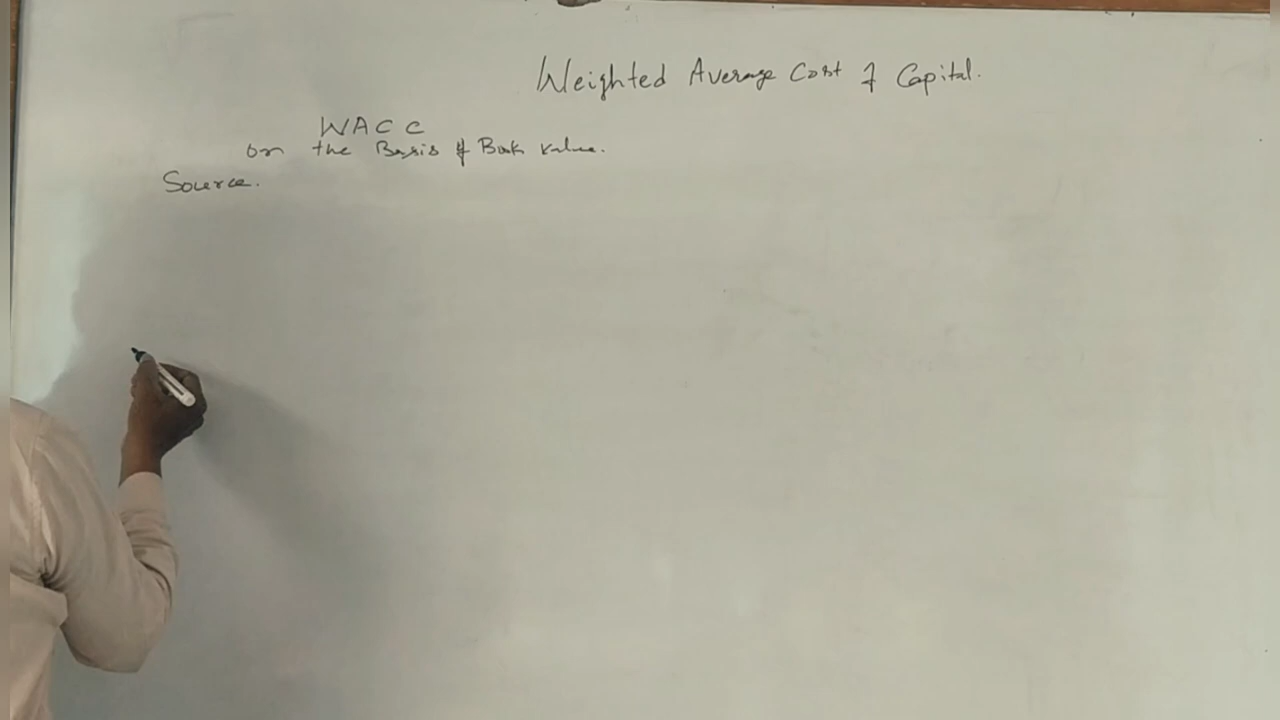 Weighted Average Cost of Capital.
WACC
on the Basis of Book value.
Source.